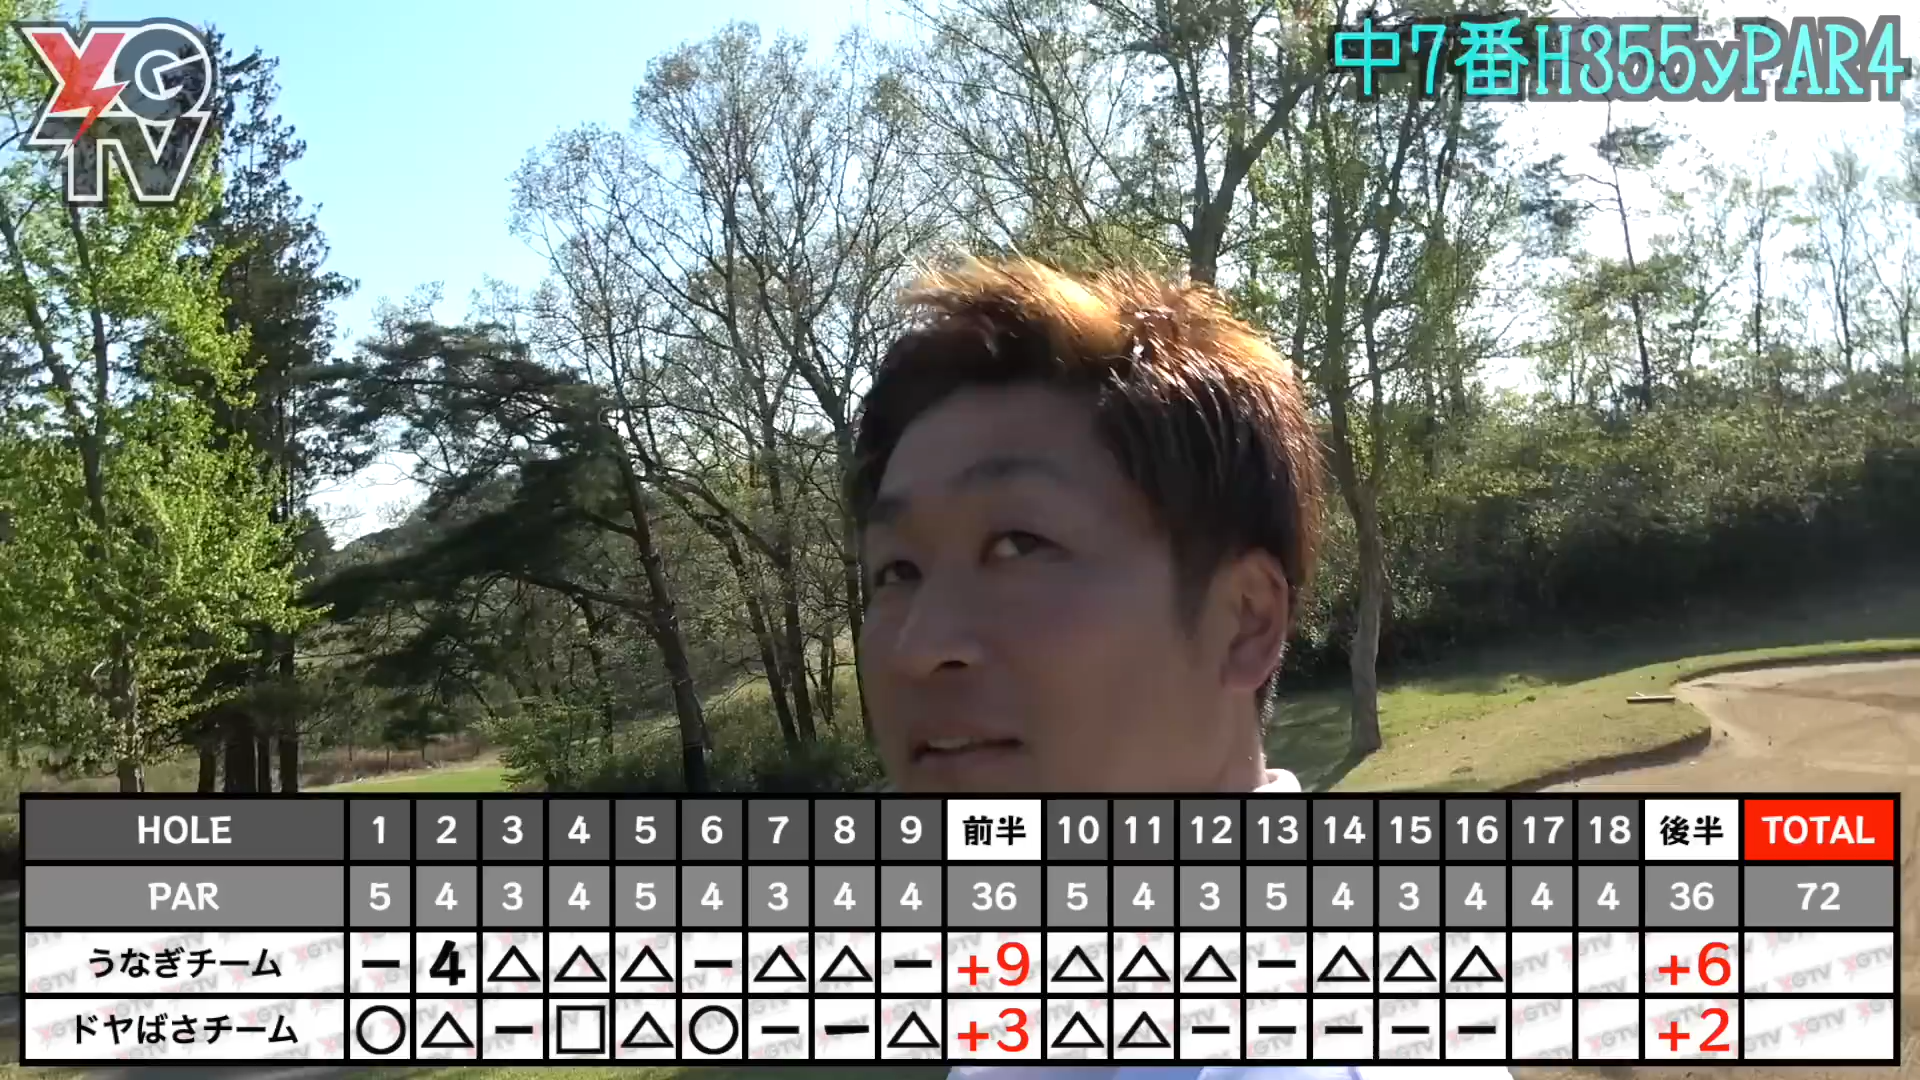 YGTV
中7番H355yPAR4
HOLE 1 2 3 4 5 6 7 8 9 前半 10 11 12 13 14 15 16 17 18 後半 TOTAL
PAR 5 4 3 4 5 4 3 4 4 36 5 4 3 5 4 3 4 4 4 36 72
うなぎチーム － 4 △ △ △ － △ △ － +9 △ △ △ － △ △ △ +6
ドヤばさチーム ○ △ － □ △ ○ － － △ +3 △ △ － － － － － +2